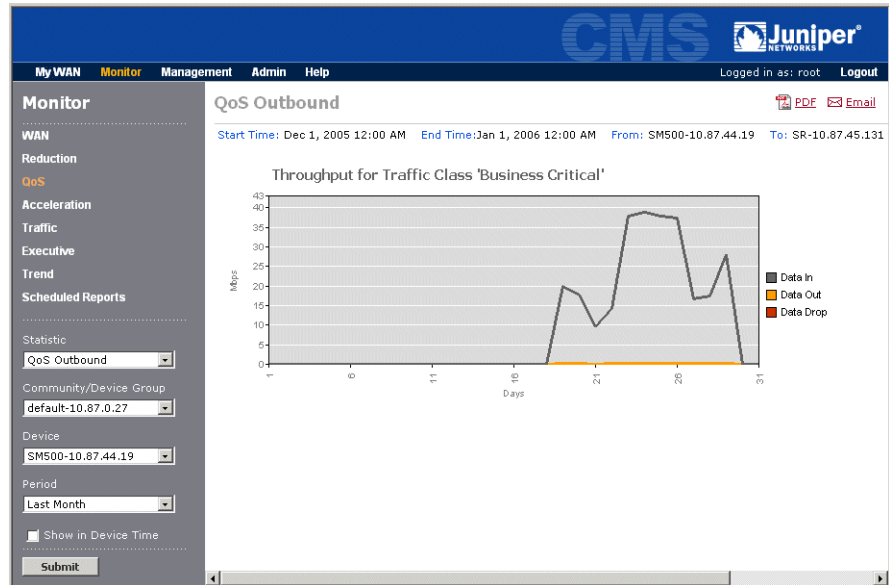 CMS
Juniper®
NETWORKS
My WAN Monitor Management Admin Help
Logged in as: root Logout
Monitor
WAN
Reduction
QoS
Acceleration
Traffic
Executive
Trend
Scheduled Reports
Statistic
QoS Outbound
Community/Device Group
default-10.87.0.27
Device
SM500-10.87.44.19
Period
Last Month
Show in Device Time
Submit
QoS Outbound
PDF Email
Start Time: Dec 1, 2005 12:00 AM End Time:Jan 1, 2006 12:00 AM From: SM500-10.87.44.19 To: SR-10.87.45.131
Throughput for Traffic Class 'Business Critical'
43
40
35
30
25
20
15
10
5
0
Mbps
1 6 11 16 21 26 31
Days
Data In
Data Out
Data Drop